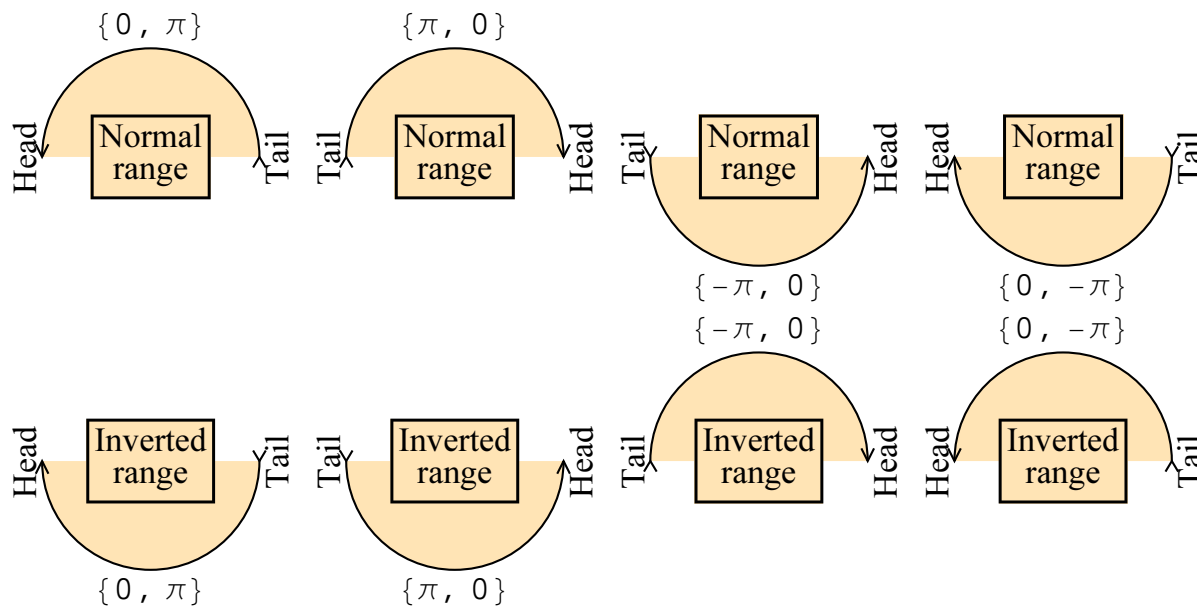 {0, π}
{π, 0}
Head
Normal
range
Tail
Tail
Normal
range
Head
Tail
Normal
range
Head
Head
Normal
range
Tail
{-π, 0}
{0, -π}
{-π, 0}
{0, -π}
Head
Inverted
range
Tail
Tail
Inverted
range
Head
Tail
Inverted
range
Head
Head
Inverted
range
Tail
{0, π}
{π, 0}